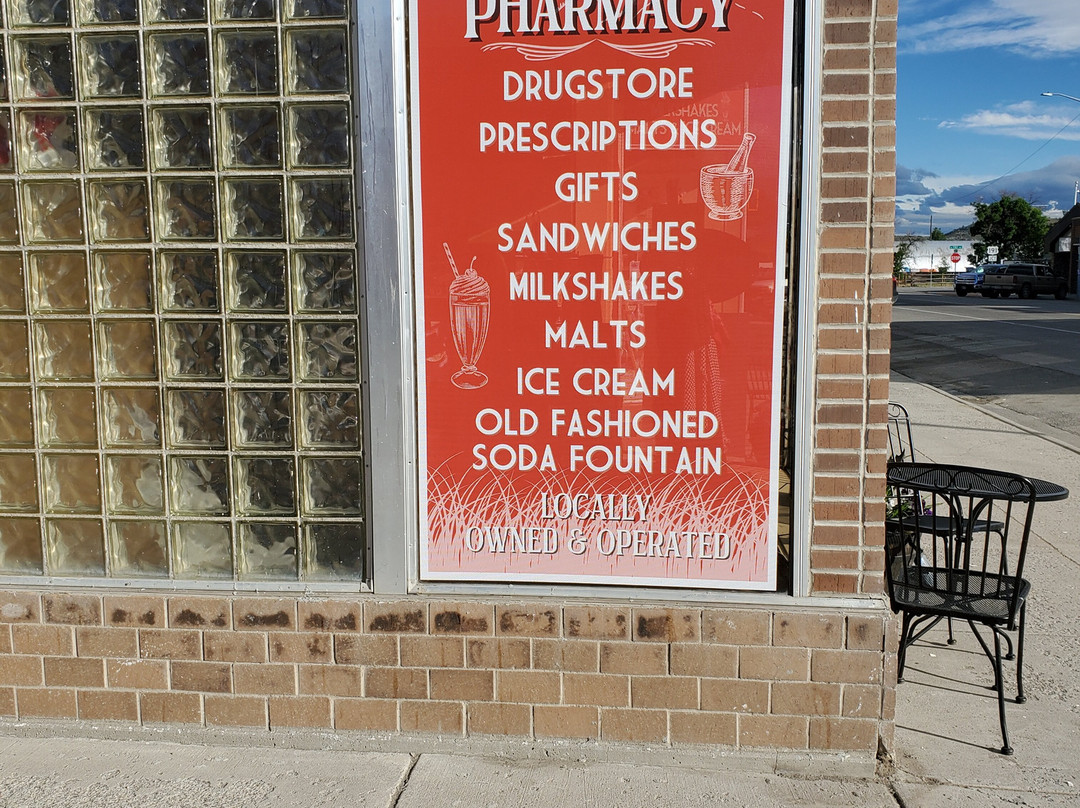 PHARMACY
DRUGSTORE
PRESCRIPTIONS
GIFTS
SANDWICHES
MILKSHAKES
MALTS
ICE CREAM
OLD FASHIONED
SODA FOUNTAIN
LOCALLY
OWNED & OPERATED